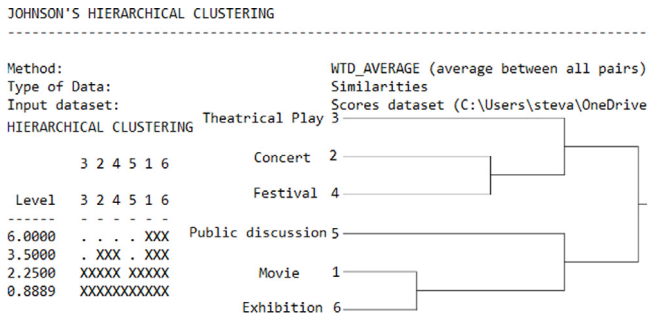 JOHNSON'S HIERARCHICAL CLUSTERING
--------------------------------------------------------------------------------
Method: WTD_AVERAGE (average between all pairs)
Type of Data: Similarities
Input dataset: Scores dataset (C:\Users\steva\OneDrive
HIERARCHICAL CLUSTERING
3 2 4 5 1 6
Level 3 2 4 5 1 6
------ - - - - - -
6.0000 . . . . XXX
3.5000 . XXX . XXX
2.2500 XXXXX XXXXX
0.8889 XXXXXXXXXXX
Theatrical Play 3
Concert 2
Festival 4
Public discussion 5
Movie 1
Exhibition 6